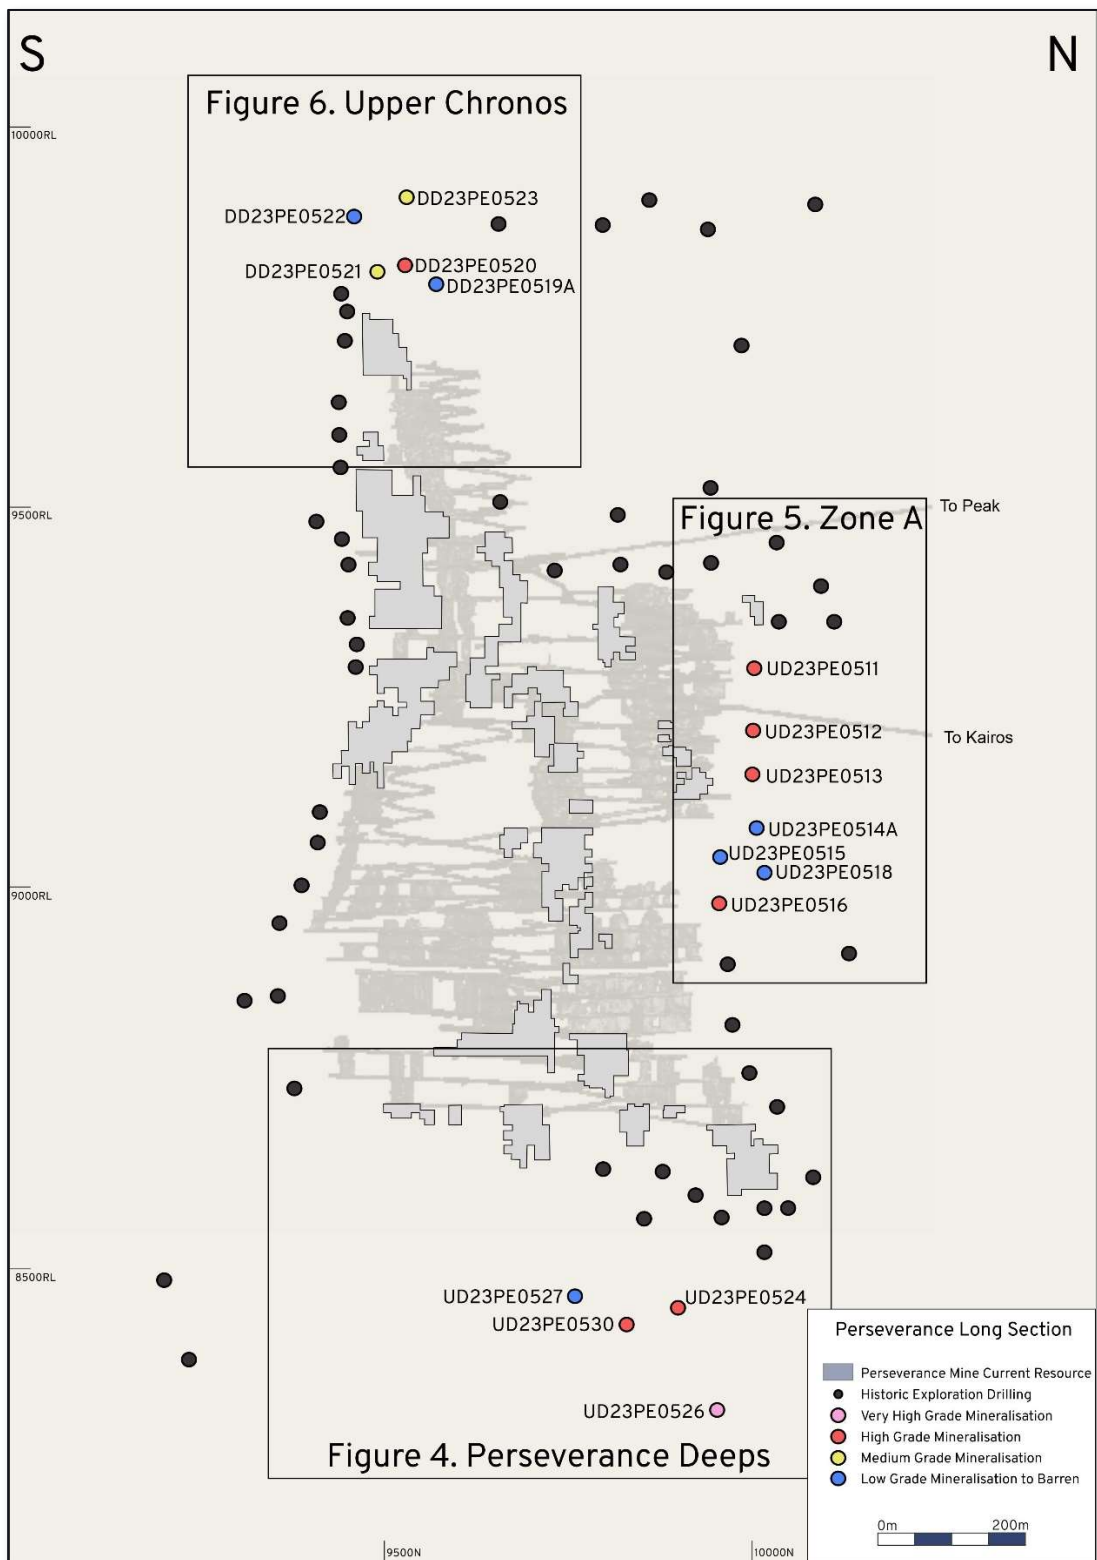 S
N
Figure 6. Upper Chronos
10000RL
DD23PE0523
DD23PE0522
DD23PE0521
DD23PE0520
DD23PE0519A
9500RL
To Peak
Figure 5. Zone A
UD23PE0511
UD23PE0512
To Kairos
UD23PE0513
UD23PE0514A
UD23PE0515
UD23PE0518
9000RL
UD23PE0516
8500RL
UD23PE0527
UD23PE0524
UD23PE0530
UD23PE0526
Figure 4. Perseverance Deeps
Perseverance Long Section
Perseverance Mine Current Resource
Historic Exploration Drilling
Very High Grade Mineralisation
High Grade Mineralisation
Medium Grade Mineralisation
Low Grade Mineralisation to Barren
0m 200m
9500N
10000N